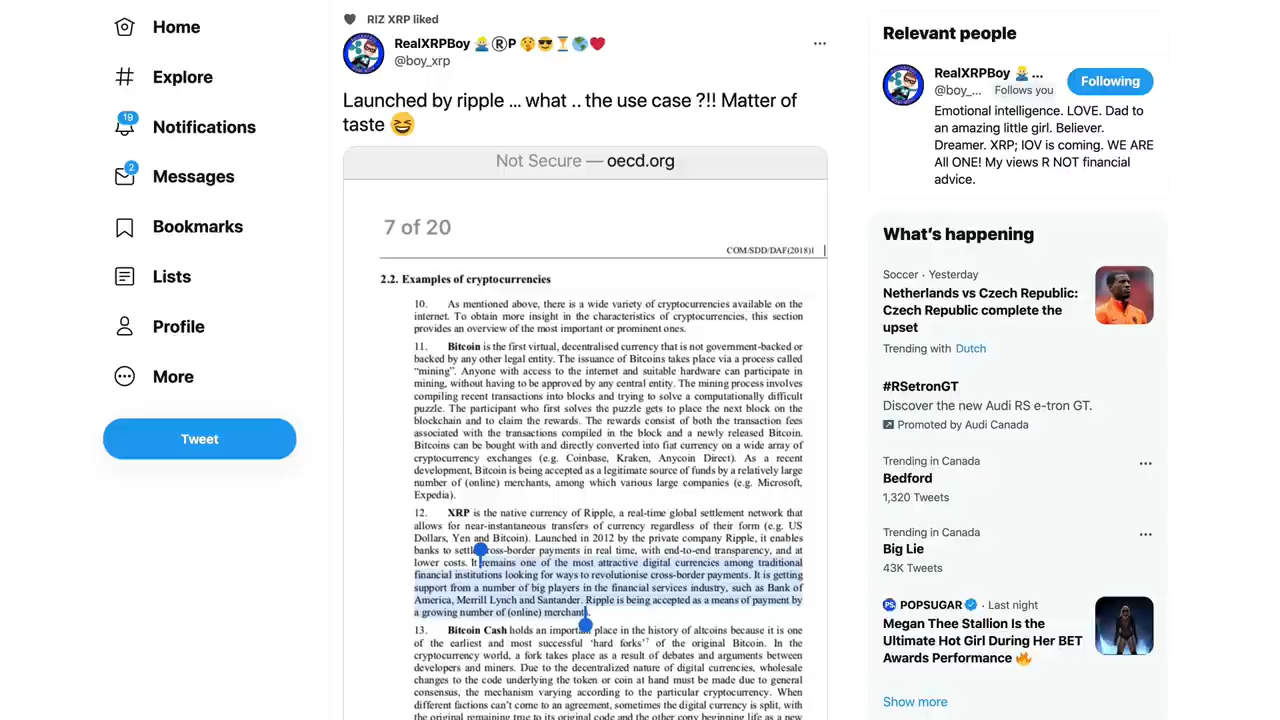 Home
Explore
19
Notifications
2
Messages
Bookmarks
Lists
Profile
More
Tweet
RIZ XRP liked
RealXRPBoy 👱‍♂️ⓇP 🤫😎⏳🌎❤️
@boy_xrp
Launched by ripple ... what .. the use case ?!! Matter of
taste 😆
Not Secure — oecd.org
7 of 20
COM/SDD/DAF(2018)1
2.2. Examples of cryptocurrencies
10. As mentioned above, there is a wide variety of cryptocurrencies available on the
internet. To obtain more insight in the characteristics of cryptocurrencies, this section
provides an overview of the most important or prominent ones.
11. Bitcoin is the first virtual, decentralised currency that is not government-backed or
backed by any other legal entity. The issuance of Bitcoins takes place via a process called
"mining". Anyone with access to the internet and suitable hardware can participate in
mining, without having to be approved by any central entity. The mining process involves
compiling recent transactions into blocks and trying to solve a computationally difficult
puzzle. The participant who first solves the puzzle gets to place the next block on the
blockchain and to claim the rewards. The rewards consist of both the transaction fees
associated with the transactions compiled in the block and a newly released Bitcoin.
Bitcoins can be bought with and directly converted into fiat currency on a wide array of
cryptocurrency exchanges (e.g. Coinbase, Kraken, Anycoin Direct). As a recent
development, Bitcoin is being accepted as a legitimate source of funds by a relatively large
number of (online) merchants, among which various large companies (e.g. Microsoft,
Expedia).
12. XRP is the native currency of Ripple, a real-time global settlement network that
allows for near-instantaneous transfers of currency regardless of their form (e.g. US
Dollars, Yen and Bitcoin). Launched in 2012 by the private company Ripple, it enables
banks to settle cross-border payments in real time, with end-to-end transparency, and at
lower costs. It remains one of the most attractive digital currencies among traditional
financial institutions looking for ways to revolutionise cross-border payments. It is getting
support from a number of big players in the financial services industry, such as Bank of
America, Merrill Lynch and Santander. Ripple is being accepted as a means of payment by
a growing number of (online) merchants.
13. Bitcoin Cash holds an important place in the history of altcoins because it is one
of the earliest and most successful 'hard forks'⁷ of the original Bitcoin. In the
cryptocurrency world, a fork takes place as a result of debates and arguments between
developers and miners. Due to the decentralized nature of digital currencies, wholesale
changes to the code underlying the token or coin at hand must be made due to general
consensus, the mechanism varying according to the particular cryptocurrency. When
different factions can't come to an agreement, sometimes the digital currency is split, with
the original remaining true to its original code and the other copy beginning life as a new
Relevant people
RealXRPBoy 👱‍♂️ ...
@boy_... Follows you
Following
Emotional intelligence. LOVE. Dad to
an amazing little girl. Believer.
Dreamer. XRP; IOV is coming. WE ARE
All ONE! My views R NOT financial
advice.
What's happening
Soccer · Yesterday
Netherlands vs Czech Republic:
Czech Republic complete the
upset
Trending with Dutch
#RSetronGT
Discover the new Audi RS e-tron GT.
Promoted by Audi Canada
Trending in Canada
Bedford
1,320 Tweets
Trending in Canada
Big Lie
43K Tweets
PS
POPSUGAR · Last night
Megan Thee Stallion Is the
Ultimate Hot Girl During Her BET
Awards Performance 🔥
Show more